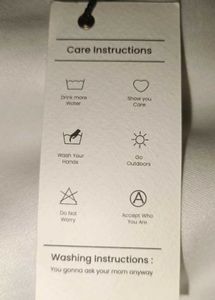 Care Instructions
Drink more
Water
Show you
Care
Wash Your
Hands
Go
Outdoors
Do Not
Worry
A
Accept Who
You Are
Washing instructions :
You gonna ask your mom anyway